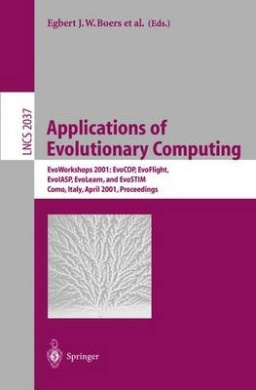 Egbert J.W. Boers et al. (Eds.)
LNCS 2037
Applications of
Evolutionary Computing
EvoWorkshops 2001: EvoCOP, EvoFlight,
EvoIASP, EvoLearn, and EvoSTIM
Como, Italy, April 2001, Proceedings
Springer